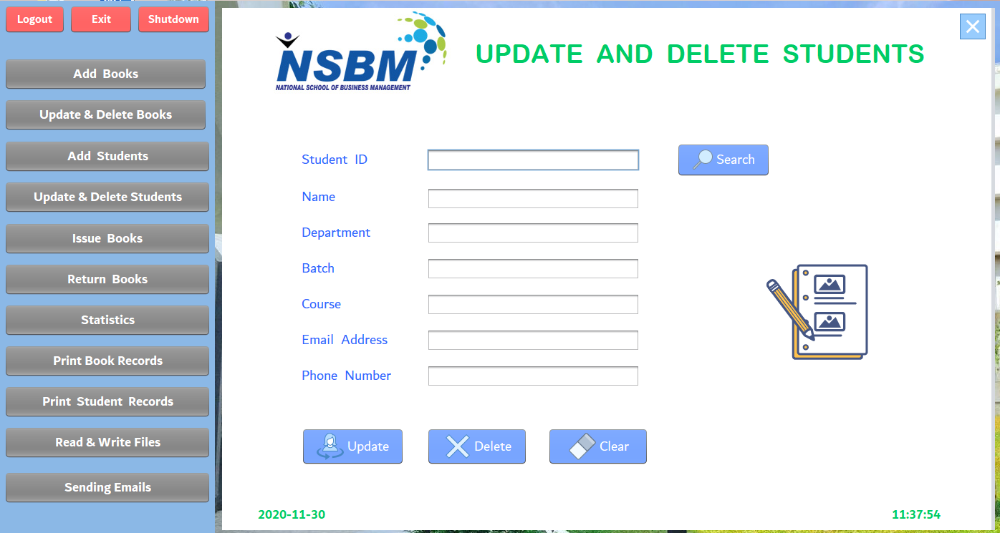 Logout Exit Shutdown
Add Books
Update & Delete Books
Add Students
Update & Delete Students
Issue Books
Return Books
Statistics
Print Book Records
Print Student Records
Read & Write Files
Sending Emails
NSBM
NATIONAL SCHOOL OF BUSINESS MANAGEMENT
UPDATE AND DELETE STUDENTS
Student ID
Search
Name
Department
Batch
Course
Email Address
Phone Number
Update Delete Clear
2020-11-30 11:37:54